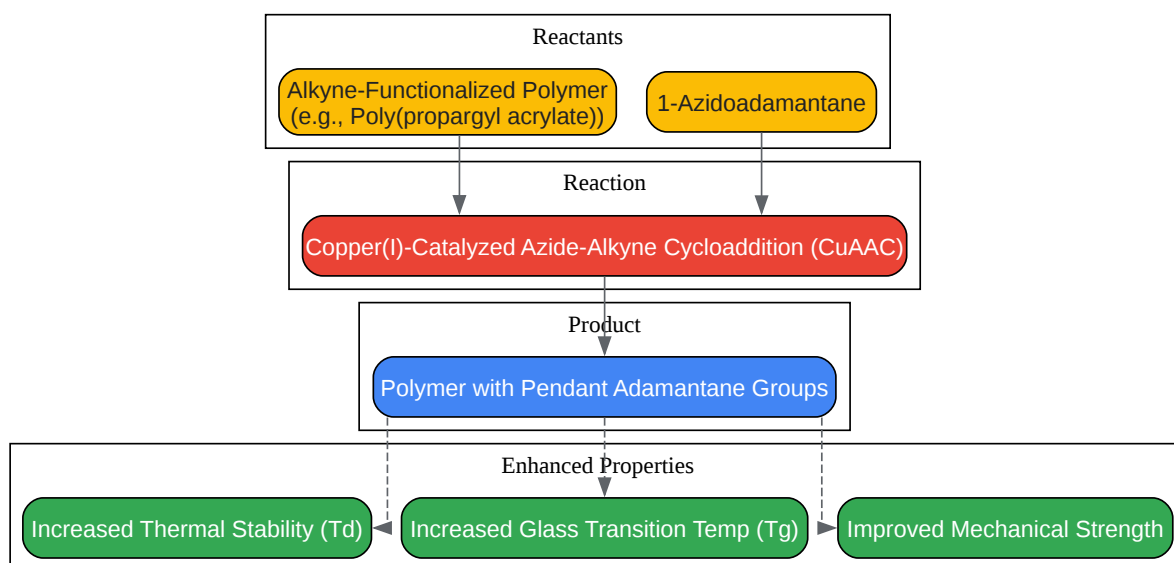 Reactants
Alkyne-Functionalized Polymer
(e.g., Poly(propargyl acrylate))
1-Azidoadamantane
Reaction
Copper(I)-Catalyzed Azide-Alkyne Cycloaddition (CuAAC)
Product
Polymer with Pendant Adamantane Groups
Enhanced Properties
Increased Thermal Stability (Td)
Increased Glass Transition Temp (Tg)
Improved Mechanical Strength